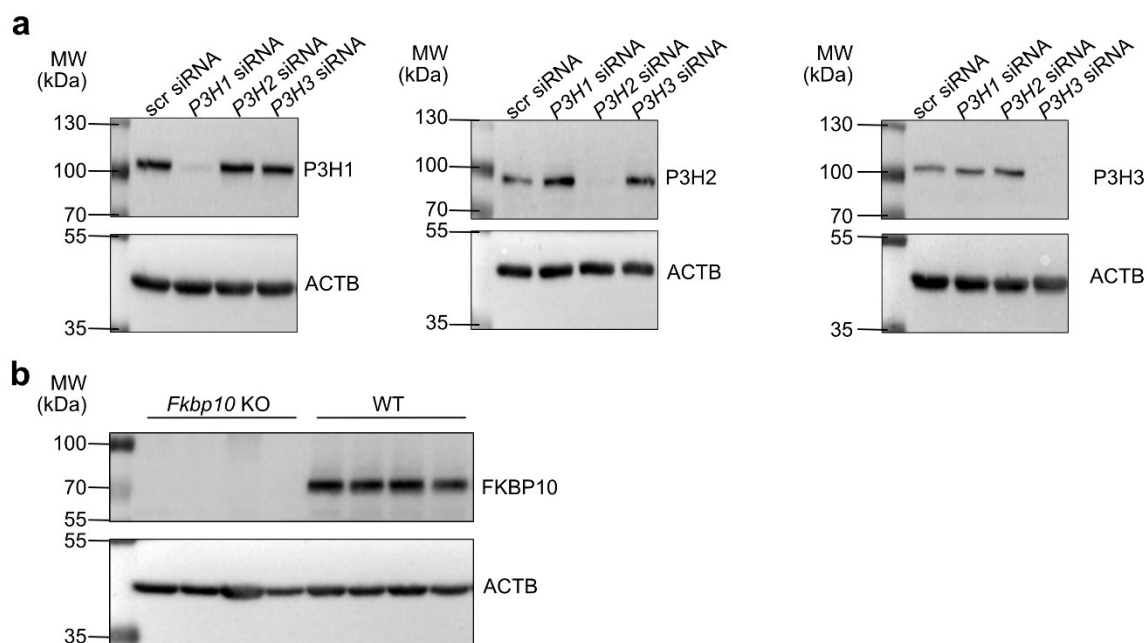 a
MW
(kDa)
scr siRNA
P3H1 siRNA
P3H2 siRNA
P3H3 siRNA
130
100
70
P3H1
55
35
ACTB
MW
(kDa)
scr siRNA
P3H1 siRNA
P3H2 siRNA
P3H3 siRNA
130
100
70
P3H2
55
35
ACTB
MW
(kDa)
scr siRNA
P3H1 siRNA
P3H2 siRNA
P3H3 siRNA
130
100
70
P3H3
55
35
ACTB
b
MW
(kDa)
Fkbp10 KO
WT
100
70
55
FKBP10
55
35
ACTB